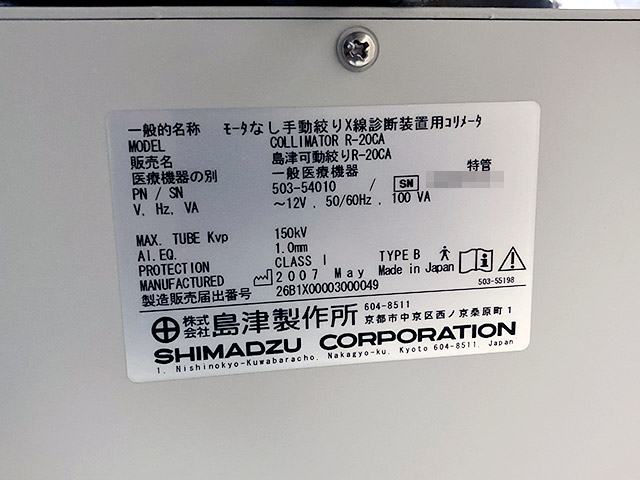 一般的名称 モータなし手動絞りX線診断装置用コリメータ
MODEL COLLIMATOR R-20CA
販売名 島津可動絞りR-20CA
医療機器の別 一般医療機器 特管
PN / SN 503-54010 / SN
V, Hz, VA ～12V , 50/60Hz , 100 VA
MAX. TUBE Kvp 150kV
Al.EQ. 1.0mm
PROTECTION CLASS I TYPE B
MANUFACTURED 2007 May Made in Japan
製造販売届出番号 26B1X00003000049
503-55198
株式会社 島津製作所 604-8511
京都市中京区西ノ京桑原町1
SHIMADZU CORPORATION
1, Nishinokyo-Kuwabaracho, Nakagyo-ku, Kyoto 604-8511, Japan